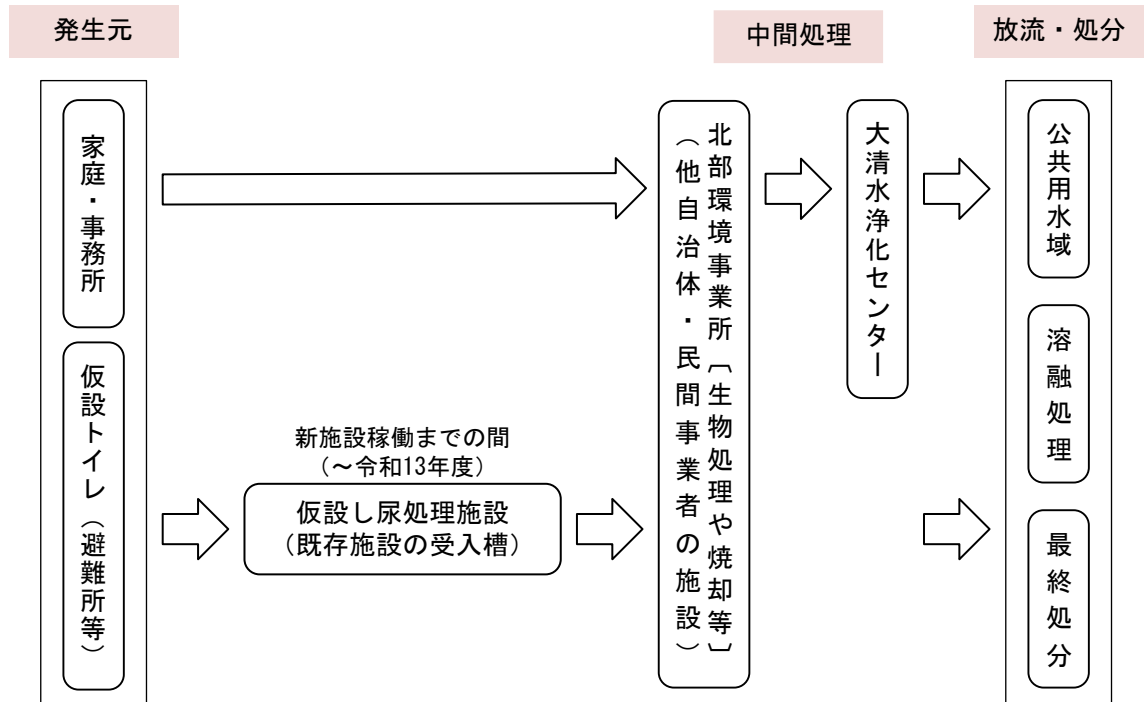 発生元
中間処理
放流・処分
家庭・事務所
仮設トイレ（避難所等）
新施設稼働までの間
（～令和13年度）
仮設し尿処理施設
（既存施設の受入槽）
北部環境事業所［生物処理や焼却等］
（他自治体・民間事業者の施設）
大清水浄化センター
公共用水域
溶融処理
最終処分